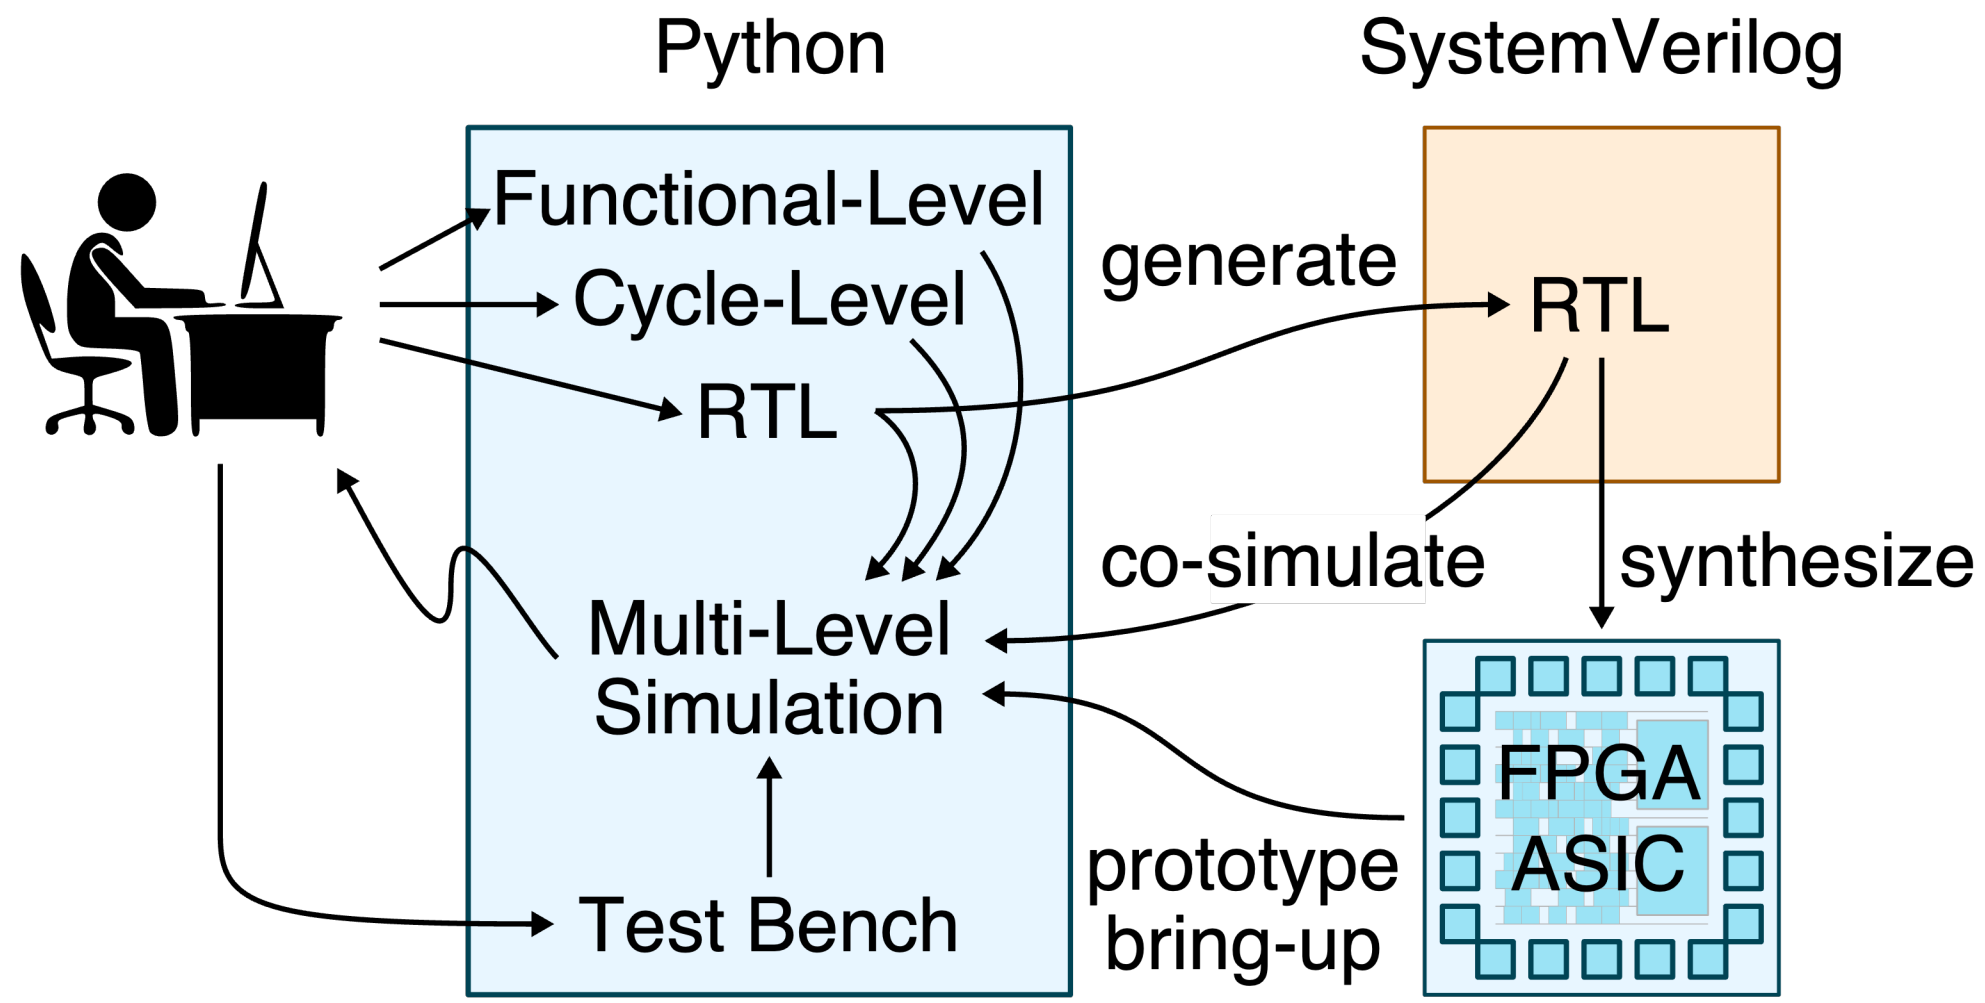 Python
SystemVerilog
Functional-Level
Cycle-Level
RTL
generate
RTL
co-simulate
synthesize
Multi-Level
Simulation
FPGA
ASIC
prototype
bring-up
Test Bench